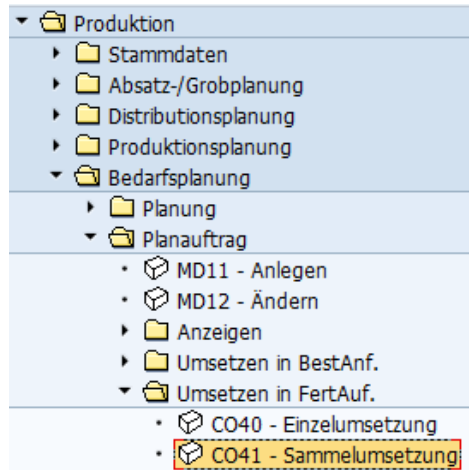 Produktion
Stammdaten
Absatz-/Grobplanung
Distributionsplanung
Produktionsplanung
Bedarfsplanung
Planung
Planauftrag
MD11 - Anlegen
MD12 - Ändern
Anzeigen
Umsetzen in BestAnf.
Umsetzen in FertAuf.
CO40 - Einzelumsetzung
CO41 - Sammelumsetzung